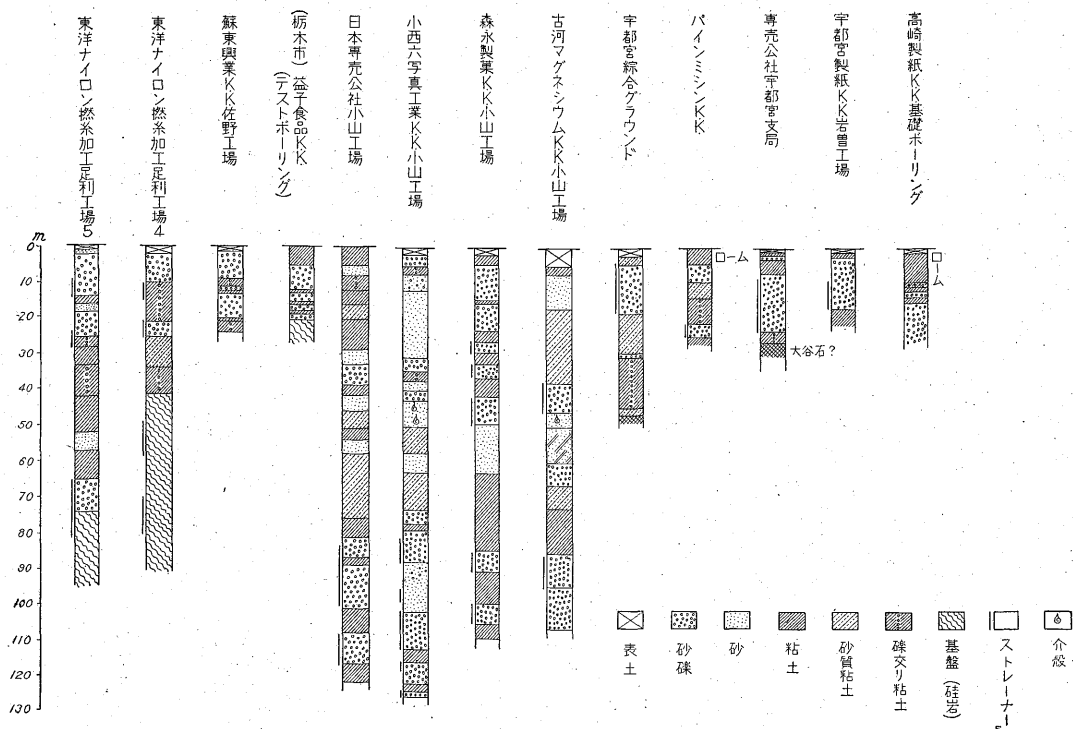 東洋ナイロン撚糸加工足利工場5
東洋ナイロン撚糸加工足利工場4
蘇東興業KK佐野工場
(栃木市) 益子食品KK
(テストボーリング)
日本専売公社小山工場
小西六写真工業KK小山工場
森永製菓KK小山工場
古河マグネシウムKK小山工場
宇都宮綜合グラウンド
パインミシンKK
専売公社宇都宮支局
宇都宮製紙KK岩曽工場
高崎製紙KK基礎ボーリング
m
0
10
20
30
40
50
60
70
80
90
100
110
120
130
ローム
大谷石?
ローム
表土
砂礫
砂
粘土
砂質粘土
礫交り粘土
基盤(硅岩)
ストレーナー
介殻